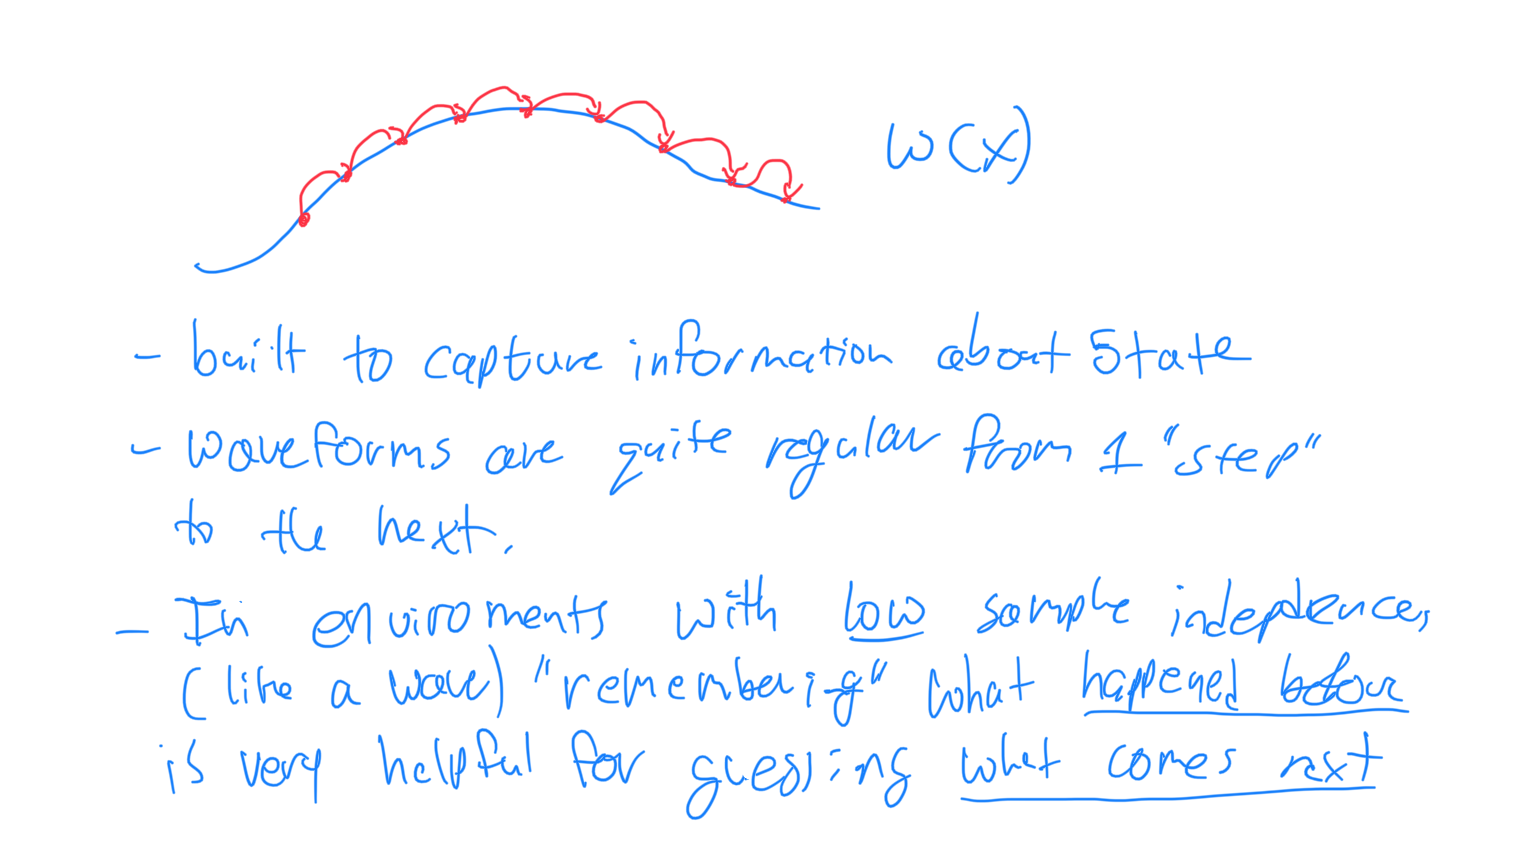 w(x)
- built to capture information about State
- waveforms are quite regular from 1 "step"
to the next.
- In enviroments with low sample indepdence,
(like a wave) "remembering" what happened before
is very helpful for guessing what comes next